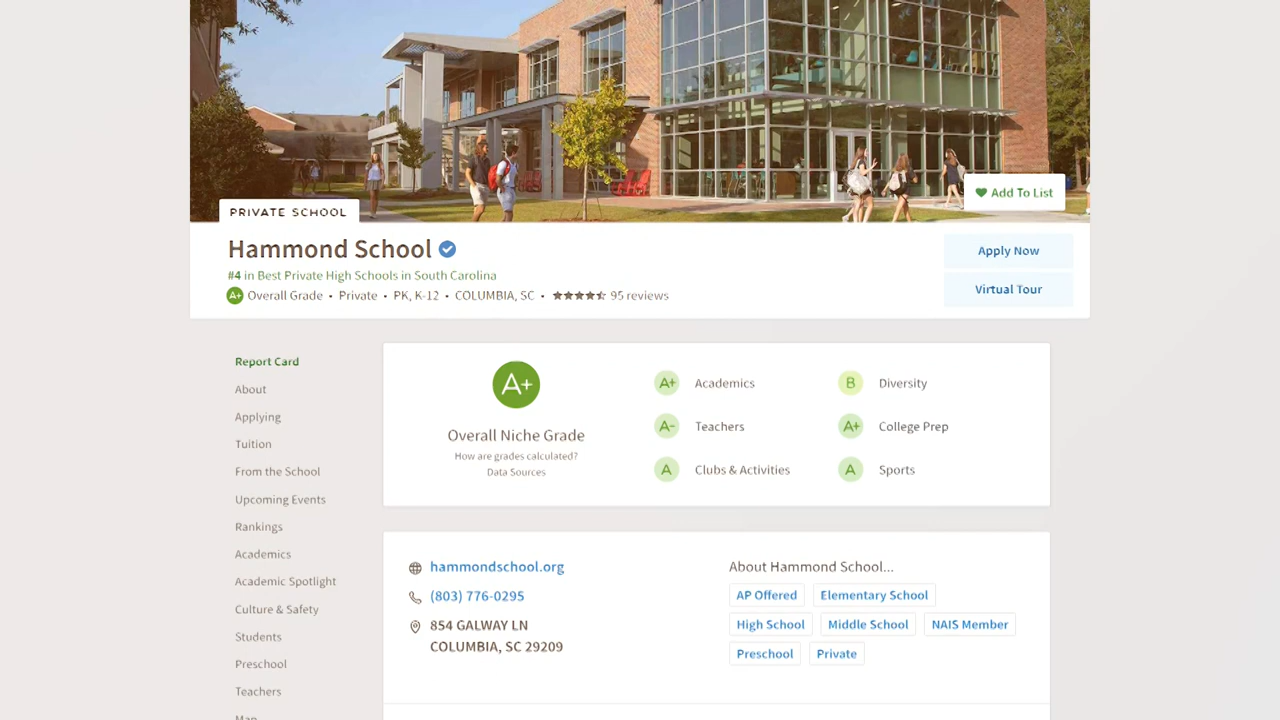 Add To List
PRIVATE SCHOOL
Hammond School
Apply Now
#4 in Best Private High Schools in South Carolina
A+ Overall Grade • Private • PK, K-12 • COLUMBIA, SC • 95 reviews
Virtual Tour
Report Card
About
Applying
Tuition
From the School
Upcoming Events
Rankings
Academics
Academic Spotlight
Culture & Safety
Students
Preschool
Teachers
Map
A+
Overall Niche Grade
How are grades calculated?
Data Sources
A+ Academics
A- Teachers
A Clubs & Activities
B Diversity
A+ College Prep
A Sports
hammondschool.org
(803) 776-0295
854 GALWAY LN
COLUMBIA, SC 29209
About Hammond School...
AP Offered Elementary School
High School Middle School NAIS Member
Preschool Private